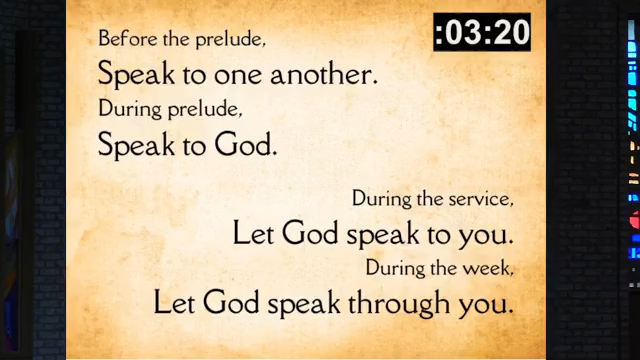 :03:20
Before the prelude,
Speak to one another.
During prelude,
Speak to God.
During the service,
Let God speak to you.
During the week,
Let God speak through you.